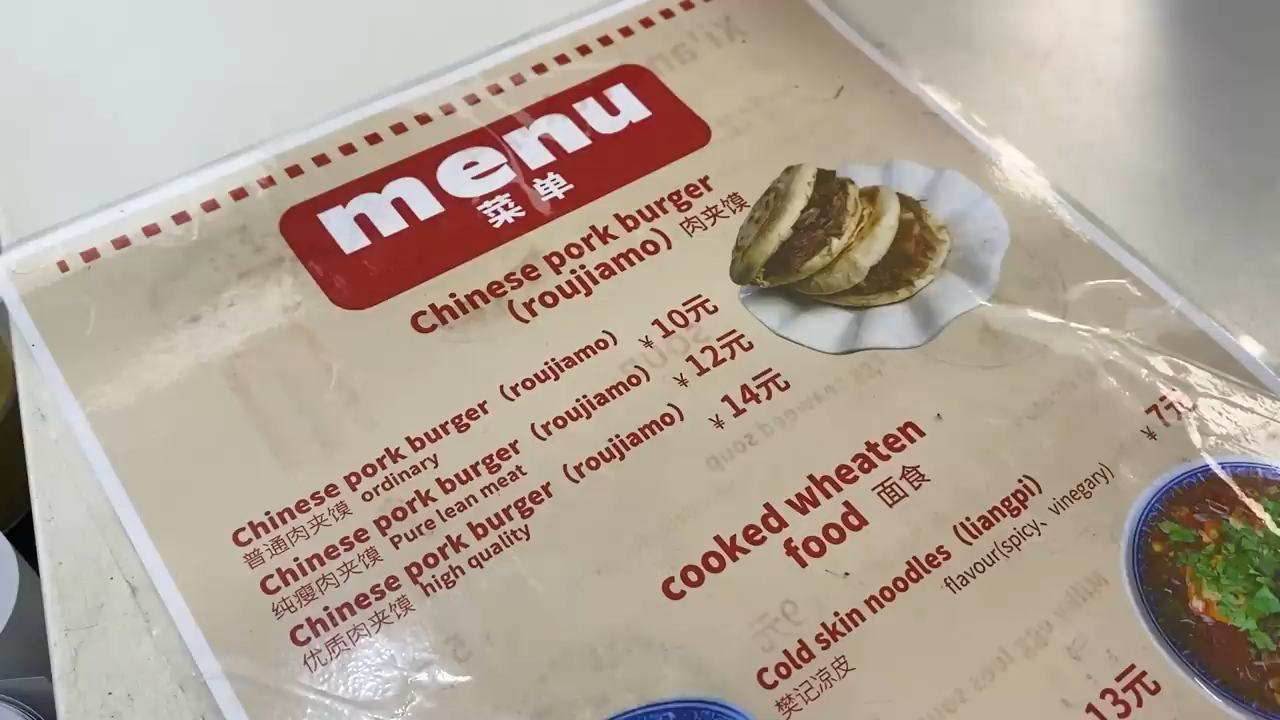 menu
菜单
Chinese pork burger
(roujiamo) 肉夹馍
Chinese pork burger (roujiamo) ¥10元
普通肉夹馍 ordinary
Chinese pork burger (roujiamo) ¥12元
纯瘦肉夹馍 Pure lean meat
Chinese pork burger (roujiamo) ¥14元
优质肉夹馍 high quality
cooked wheaten
food 面食
Cold skin noodles (liangpi) ¥7元
樊记凉皮 flavour(spicy、vinegary)
13元